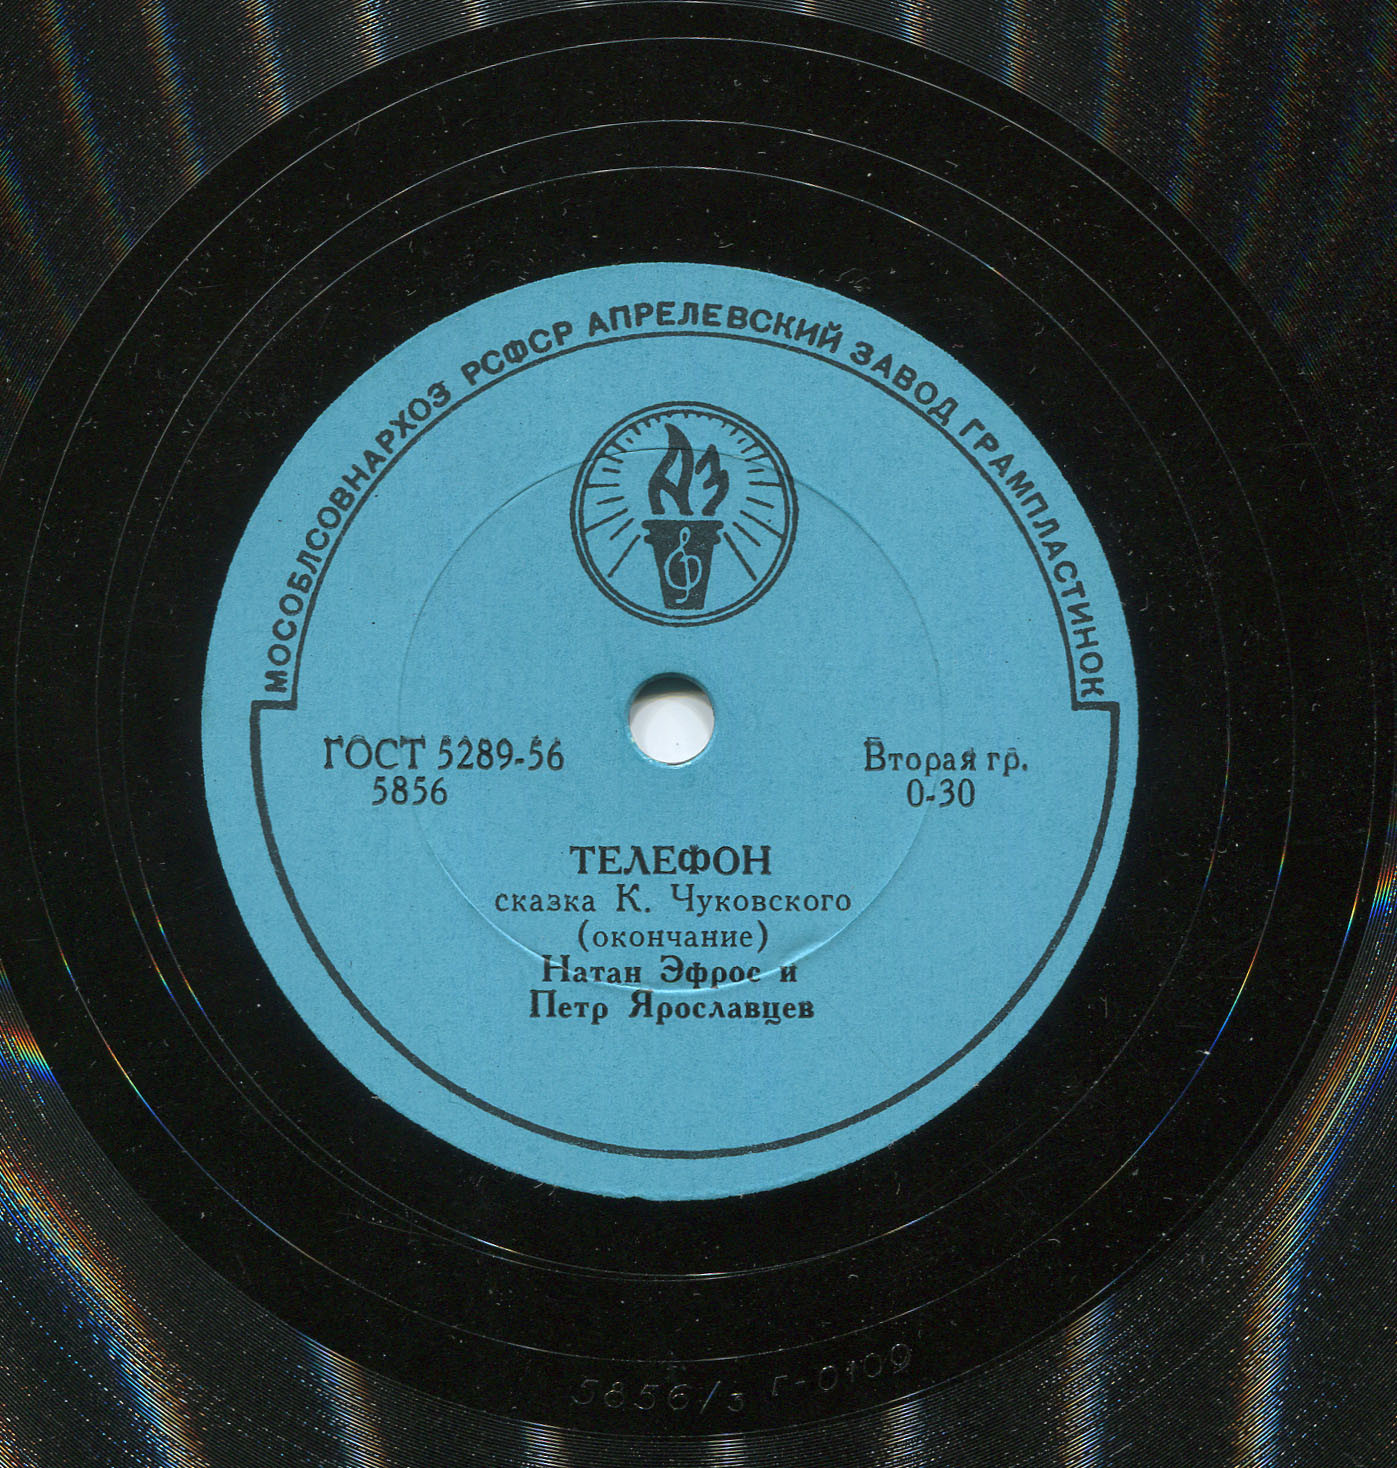 МОСОБЛСОВНАРХОЗ РСФСР АПРЕЛЕВСКИЙ ЗАВОД ГРАМПЛАСТИНОК
АЗ
ГОСТ 5289-56
5856
Вторая гр.
0-30
ТЕЛЕФОН
сказка К. Чуковского
(окончание)
Натан Эфрос и
Петр Ярославцев
5856/3 Г-0109